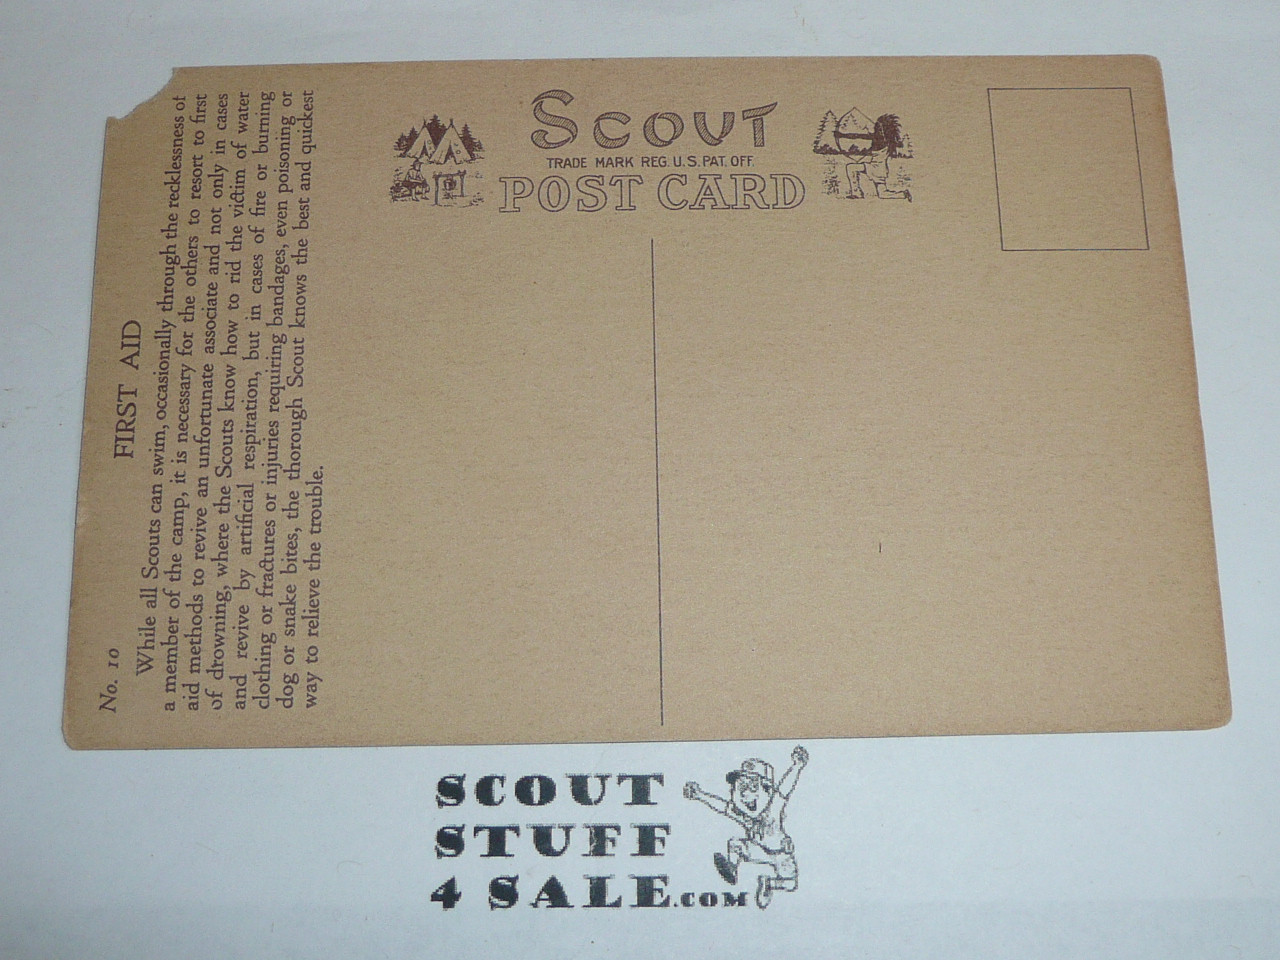 No. 10
FIRST AID
While all Scouts can swim, occasionally through the recklessness of
a member of the camp, it is necessary for the others to resort to first
aid methods to revive an unfortunate associate and not only in cases
of drowning, where the Scouts know how to rid the victim of water
and revive by artificial respiration, but in cases of fire or burning
clothing or fractures or injuries requiring bandages, even poisoning or
dog or snake bites, the thorough Scout knows the best and quickest
way to relieve the trouble.
SCOUT
TRADE MARK REG. U.S. PAT. OFF.
POST CARD
SCOUT
STUFF
4 SALE.COM